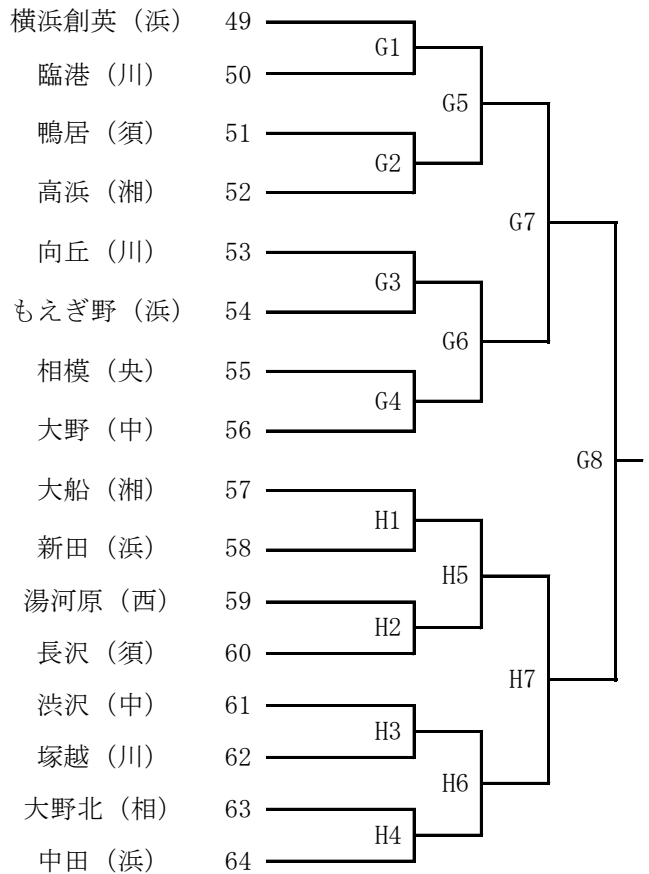 横浜創英（浜） 49
G1
臨港（川） 50
G5
鴨居（須） 51
G2
高浜（湘） 52
G7
向丘（川） 53
G3
もえぎ野（浜） 54
G6
相模（央） 55
G4
大野（中） 56
G8
大船（湘） 57
H1
新田（浜） 58
H5
湯河原（西） 59
H2
長沢（須） 60
H7
渋沢（中） 61
H3
塚越（川） 62
H6
大野北（相） 63
H4
中田（浜） 64